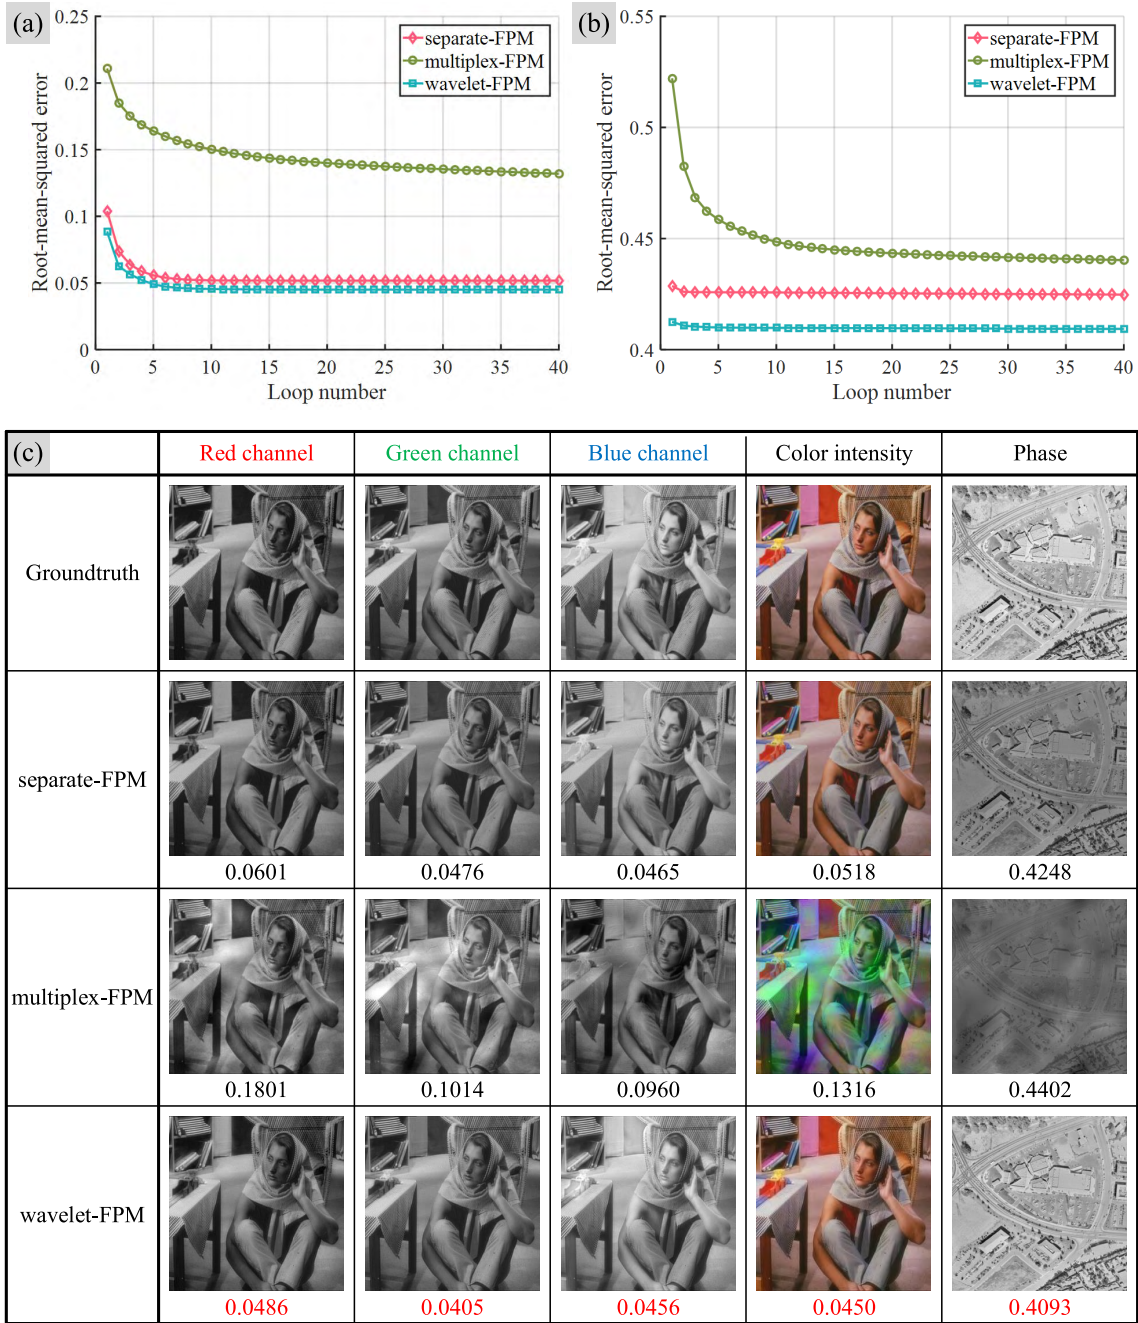 (a)
0.25
0.2
0.15
0.1
0.05
0
Root-mean-squared error
separate-FPM
multiplex-FPM
wavelet-FPM
0 5 10 15 20 25 30 35 40
Loop number
(b)
0.55
0.5
0.45
0.4
Root-mean-squared error
separate-FPM
multiplex-FPM
wavelet-FPM
0 5 10 15 20 25 30 35 40
Loop number
(c) Red channel Green channel Blue channel Color intensity Phase
Groundtruth
separate-FPM
0.0601 0.0476 0.0465 0.0518 0.4248
multiplex-FPM
0.1801 0.1014 0.0960 0.1316 0.4402
wavelet-FPM
0.0486 0.0405 0.0456 0.0450 0.4093